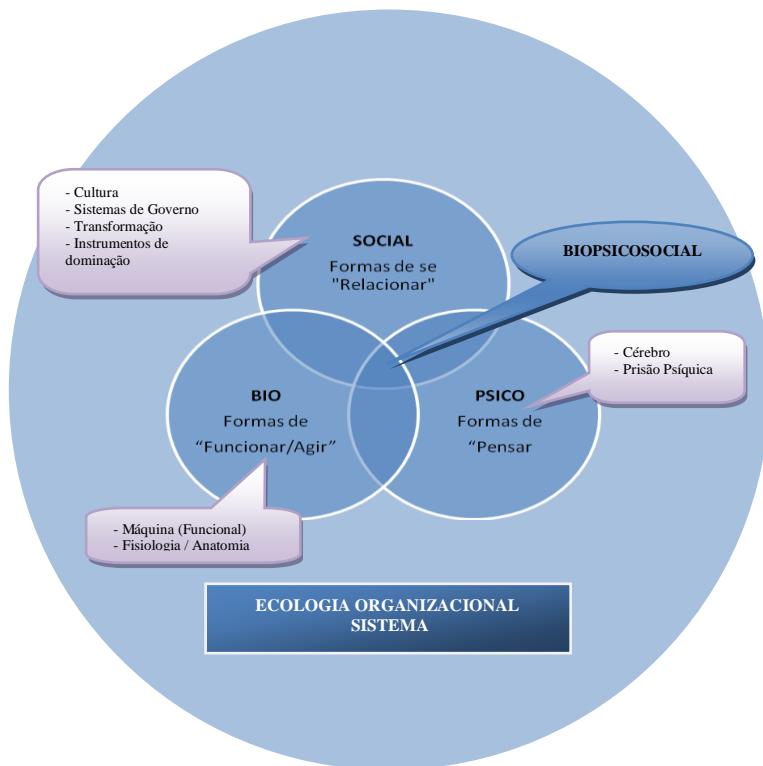 - Cultura
- Sistemas de Governo
- Transformação
- Instrumentos de
dominação
SOCIAL
Formas de se
"Relacionar"
BIOPSICOSOCIAL
- Cérebro
- Prisão Psíquica
BIO
Formas de
“Funcionar/Agir”
PSICO
Formas de
“Pensar
- Máquina (Funcional)
- Fisiologia / Anatomia
ECOLOGIA ORGANIZACIONAL
SISTEMA